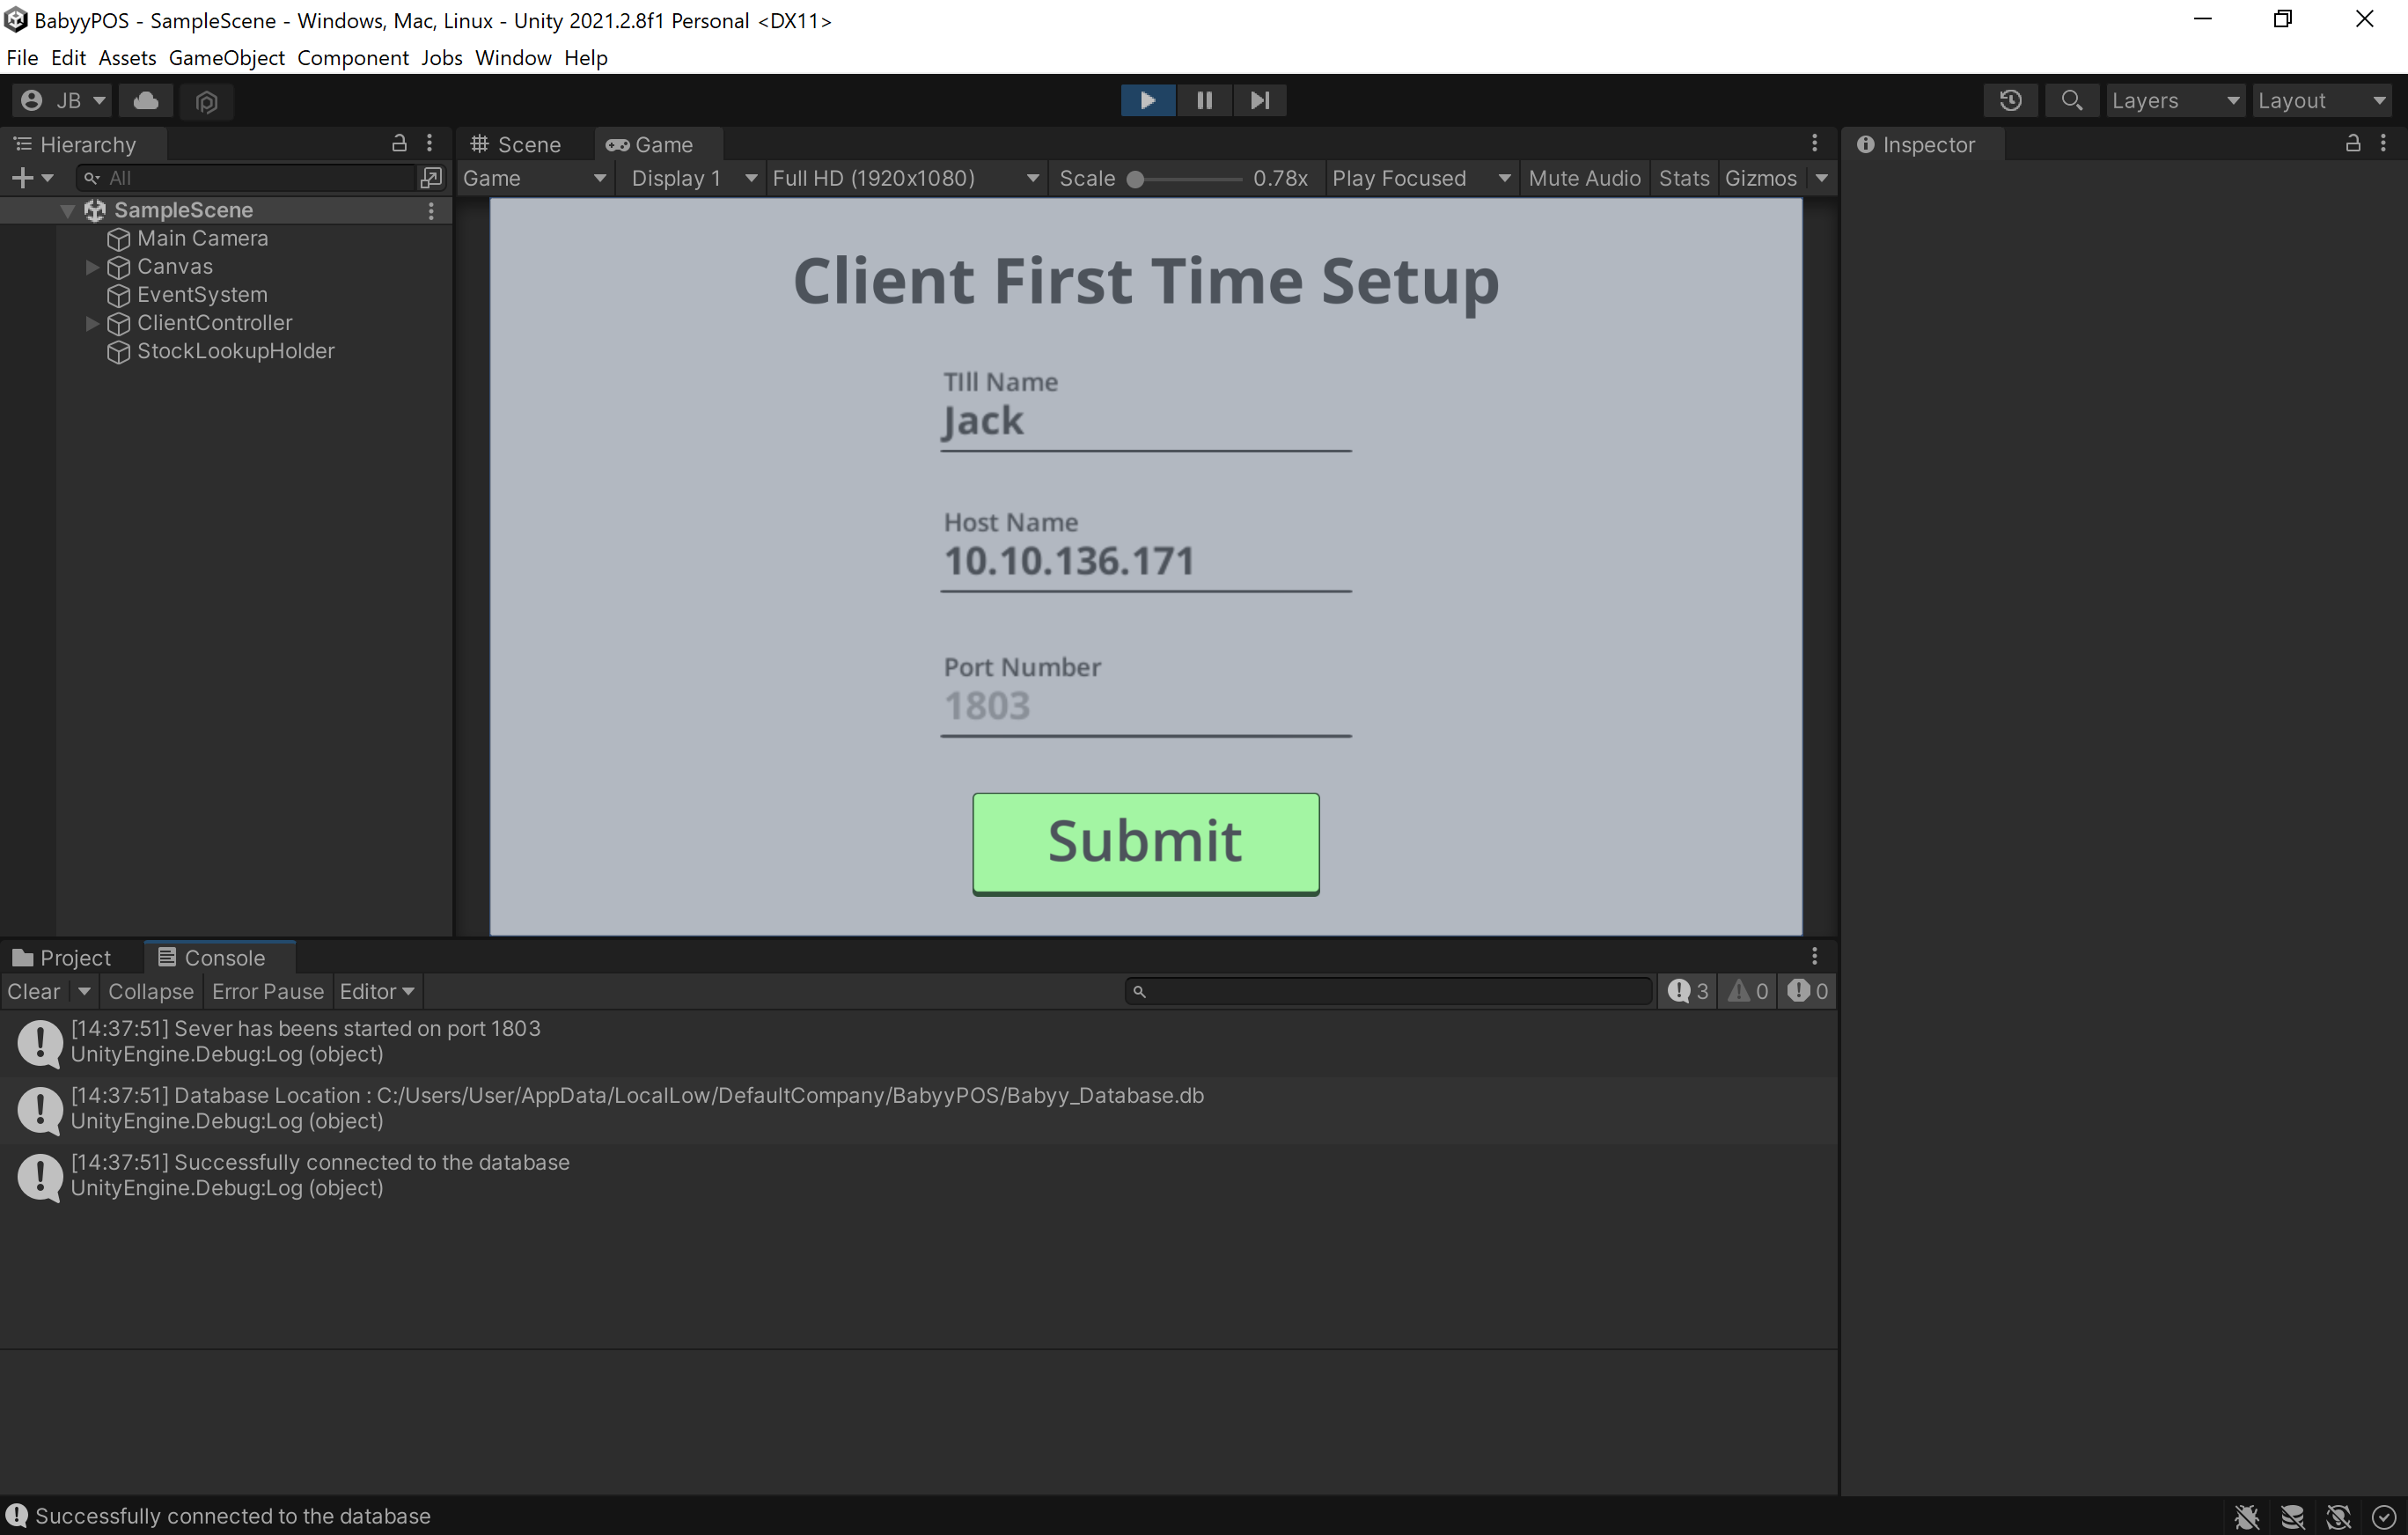 BabyyPOS - SampleScene - Windows, Mac, Linux - Unity 2021.2.8f1 Personal <DX11>
File Edit Assets GameObject Component Jobs Window Help
JB
Layers
Layout
Hierarchy
Scene
Game
Inspector
All
Game
Display 1
Full HD (1920x1080)
Scale
0.78x
Play Focused
Mute Audio
Stats
Gizmos
SampleScene
Main Camera
Canvas
EventSystem
ClientController
StockLookupHolder
Client First Time Setup
TIll Name
Jack
Host Name
10.10.136.171
Port Number
1803
Submit
Project
Console
Clear
Collapse
Error Pause
Editor
3
0
0
[14:37:51] Sever has beens started on port 1803
UnityEngine.Debug:Log (object)
[14:37:51] Database Location : C:/Users/User/AppData/LocalLow/DefaultCompany/BabyyPOS/Babyy_Database.db
UnityEngine.Debug:Log (object)
[14:37:51] Successfully connected to the database
UnityEngine.Debug:Log (object)
Successfully connected to the database